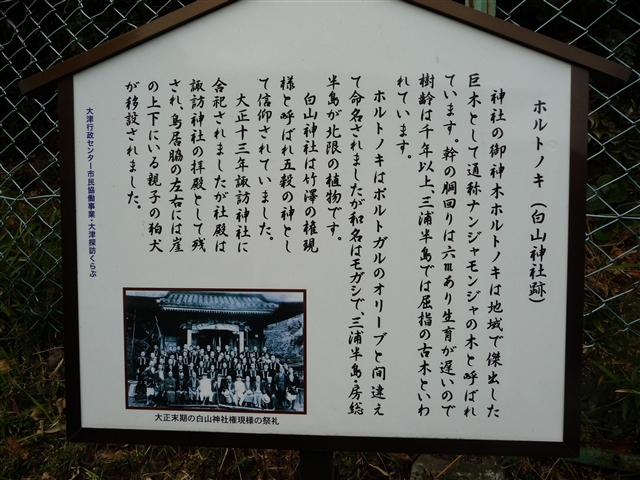 ホルトノキ（白山神社跡）
神社の御神木ホルトノキは地域で傑出した
巨木として通称ナンジャモンジャの木と呼ばれ
ています。幹の胴回りは六mあり生育が遅いので
樹齢は千年以上、三浦半島では屈指の古木といわ
れています。
ホルトノキはポルトガルのオリーブと間違え
て命名されましたが和名はモガシで、三浦半島・房総
半島が北限の植物です。
白山神社は竹澤の権現
様と呼ばれ五穀の神とし
て信仰されていました。
大正十三年諏訪神社に
合祀されましたが社殿は
諏訪神社の拝殿として残
され、鳥居脇の左右には崖
の上下にいる親子の狛犬
が移設されました。
大津行政センター市民協働事業・大津探訪くらぶ
大正末期の白山神社権現様の祭礼